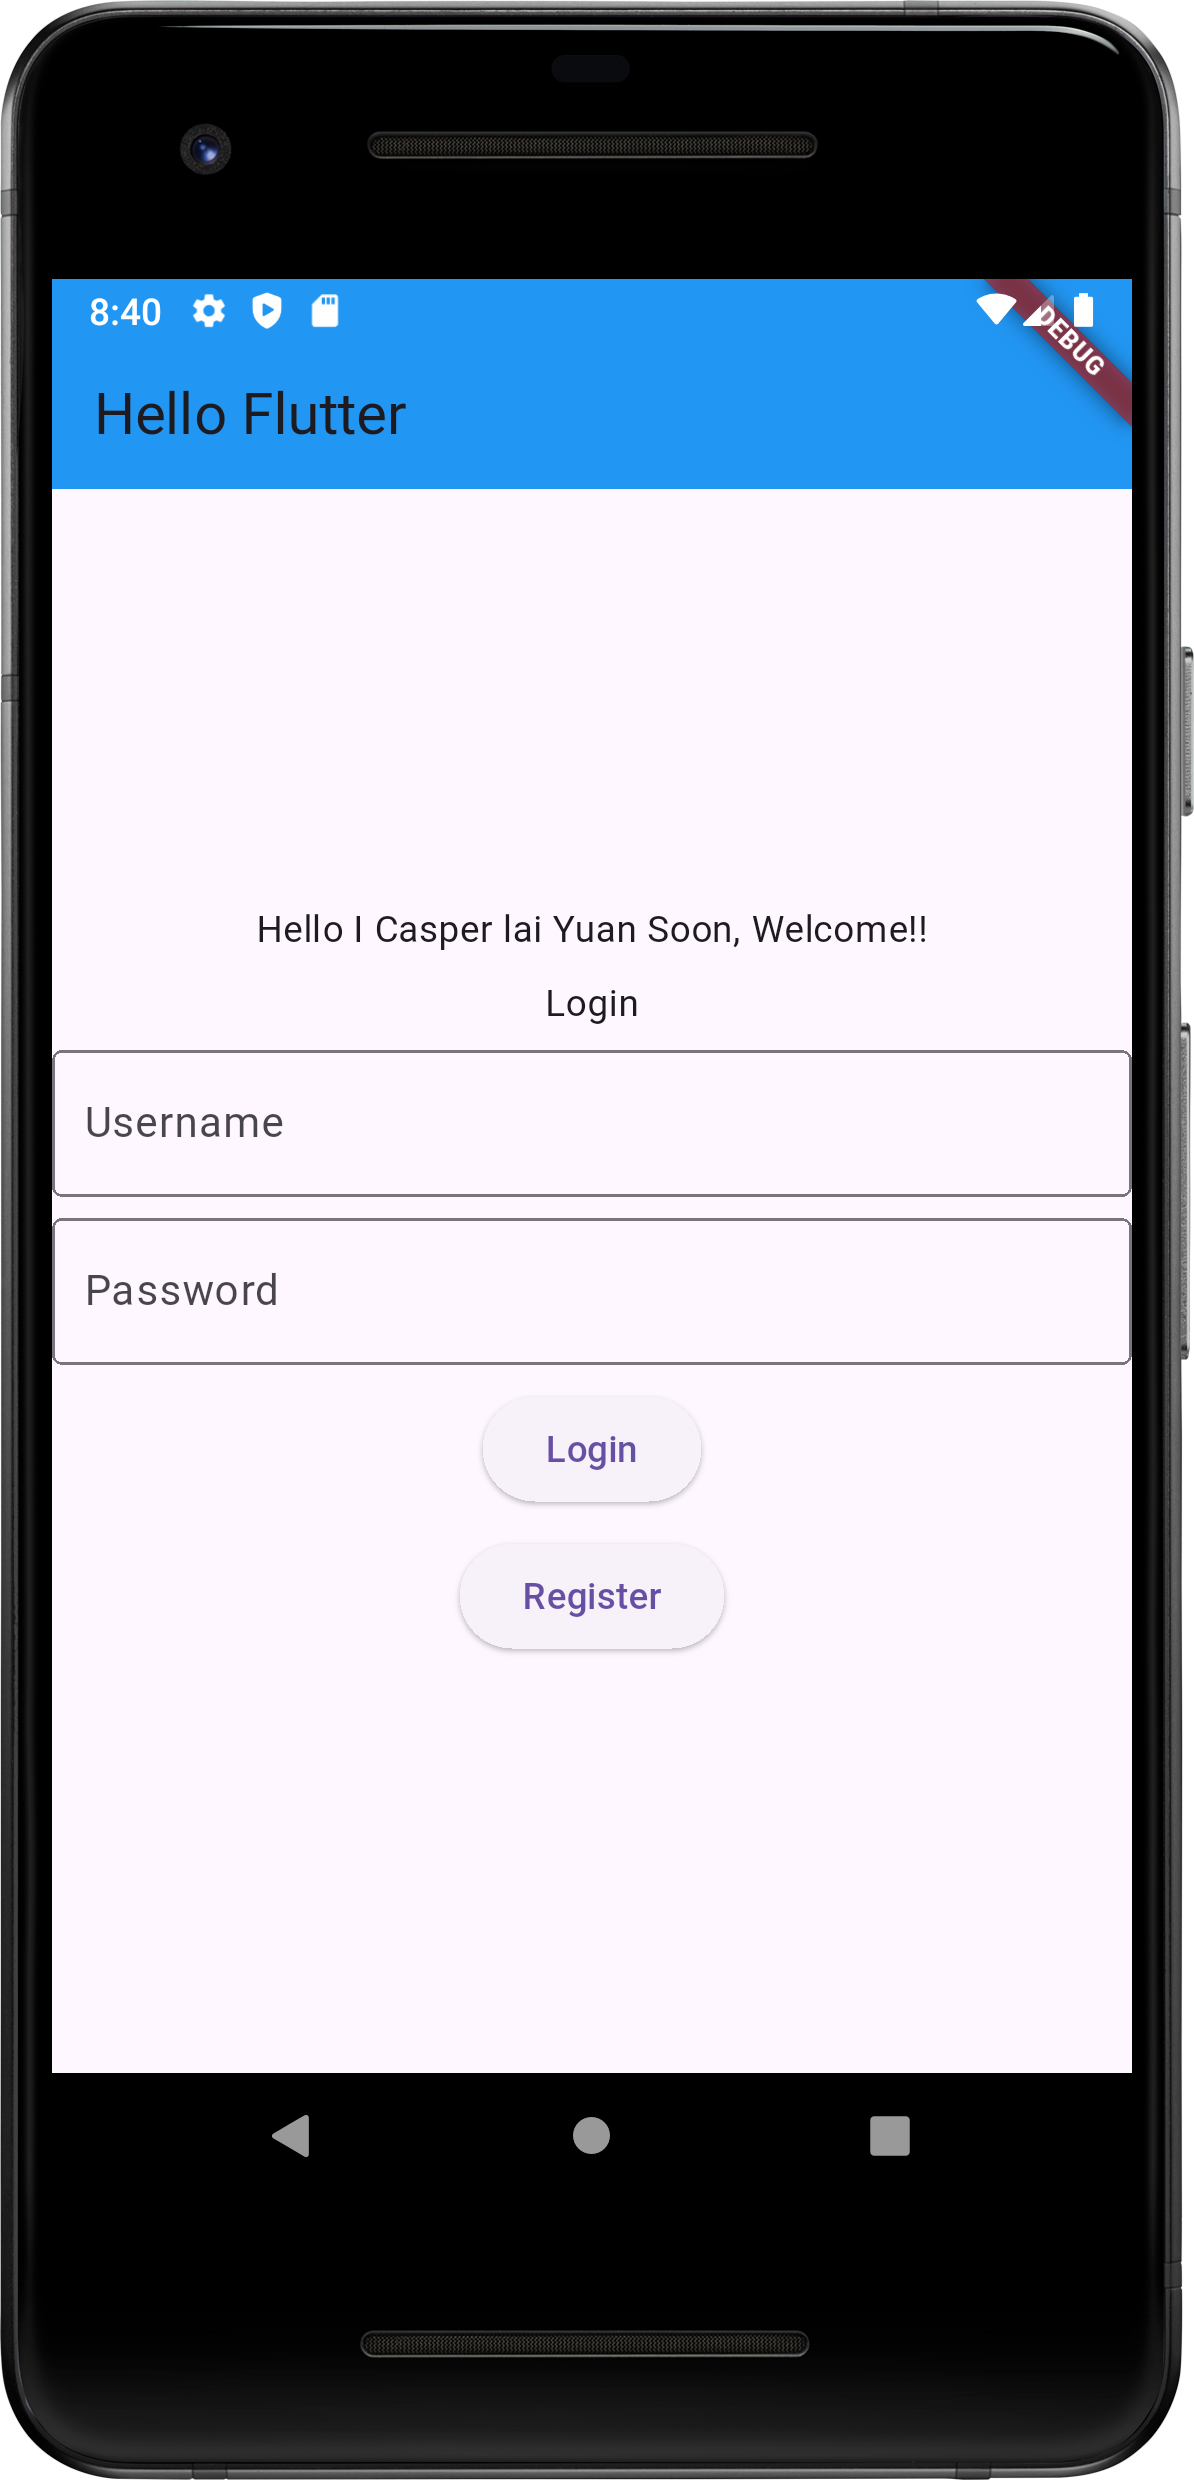 8:40
DEBUG
Hello Flutter
Hello I Casper lai Yuan Soon, Welcome!!
Login
Username
Password
Login
Register